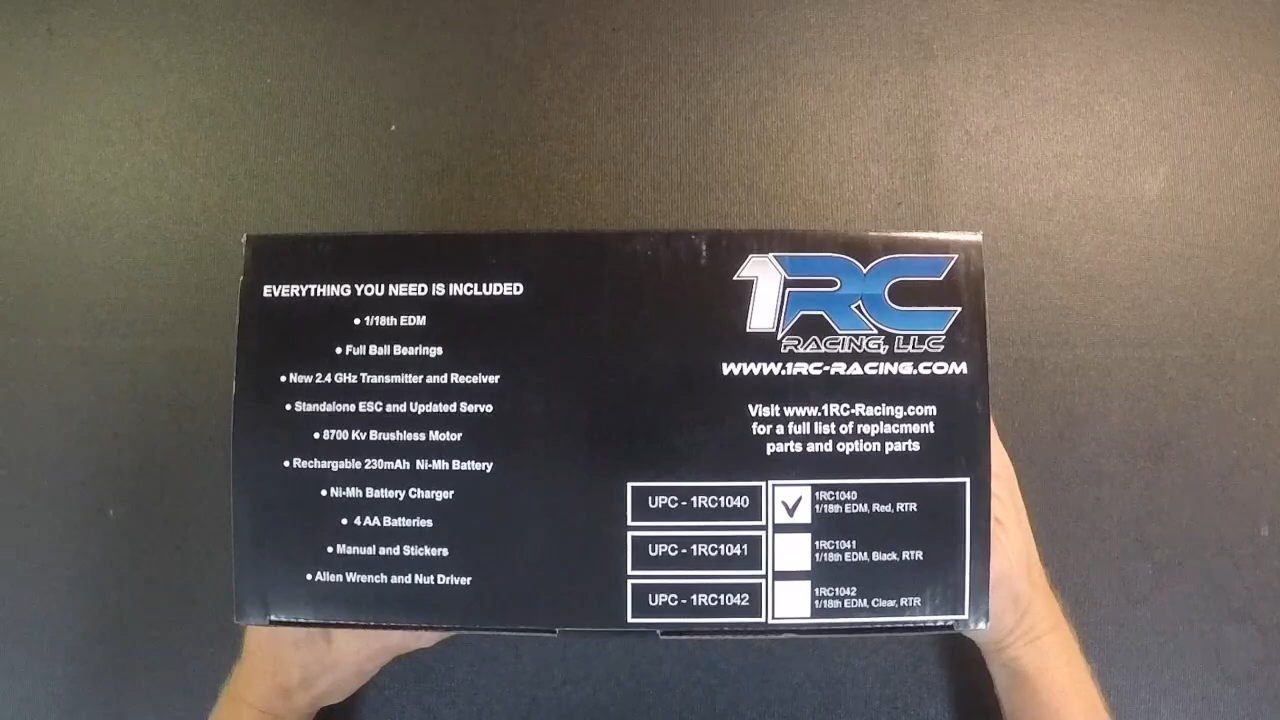 EVERYTHING YOU NEED IS INCLUDED
• 1/18th EDM
• Full Ball Bearings
• New 2.4 GHz Transmitter and Receiver
• Standalone ESC and Updated Servo
• 8700 Kv Brushless Motor
• Rechargable 230mAh Ni-Mh Battery
• Ni-Mh Battery Charger
• 4 AA Batteries
• Manual and Stickers
• Allen Wrench and Nut Driver
1RC
RACING, LLC
WWW.1RC-RACING.COM
Visit www.1RC-Racing.com
for a full list of replacment
parts and option parts
UPC - 1RC1040
1RC1040
1/18th EDM, Red, RTR
UPC - 1RC1041
1RC1041
1/18th EDM, Black, RTR
UPC - 1RC1042
1RC1042
1/18th EDM, Clear, RTR